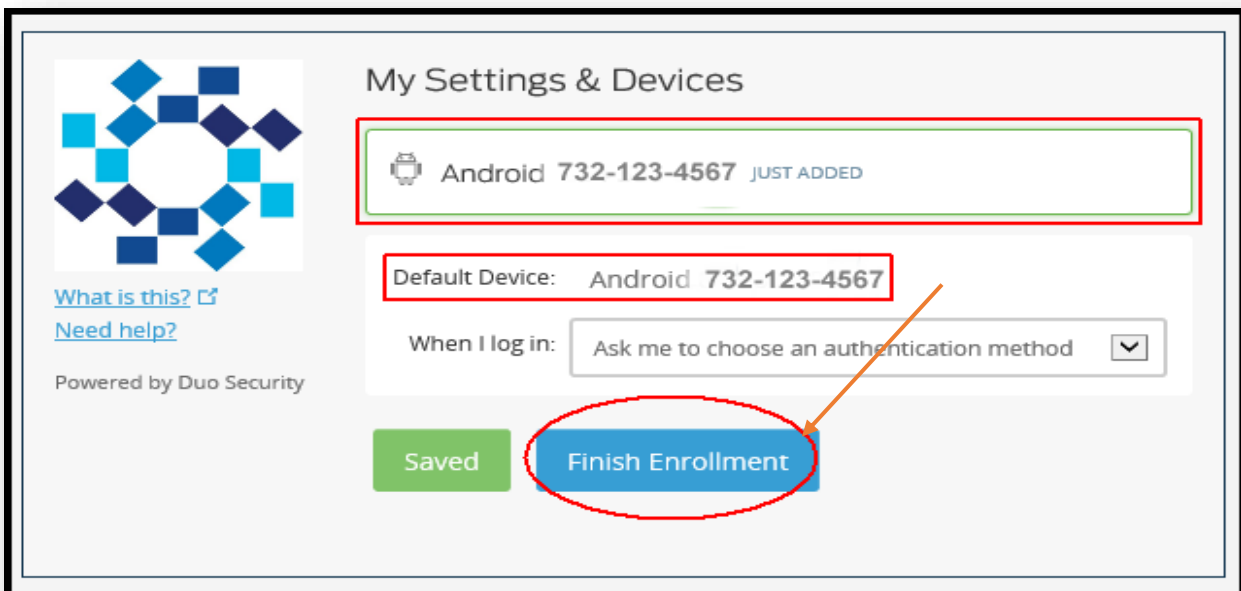 My Settings & Devices
Android 732-123-4567 JUST ADDED
Default Device: Android 732-123-4567
When I log in: Ask me to choose an authentication method
What is this?
Need help?
Powered by Duo Security
Saved
Finish Enrollment